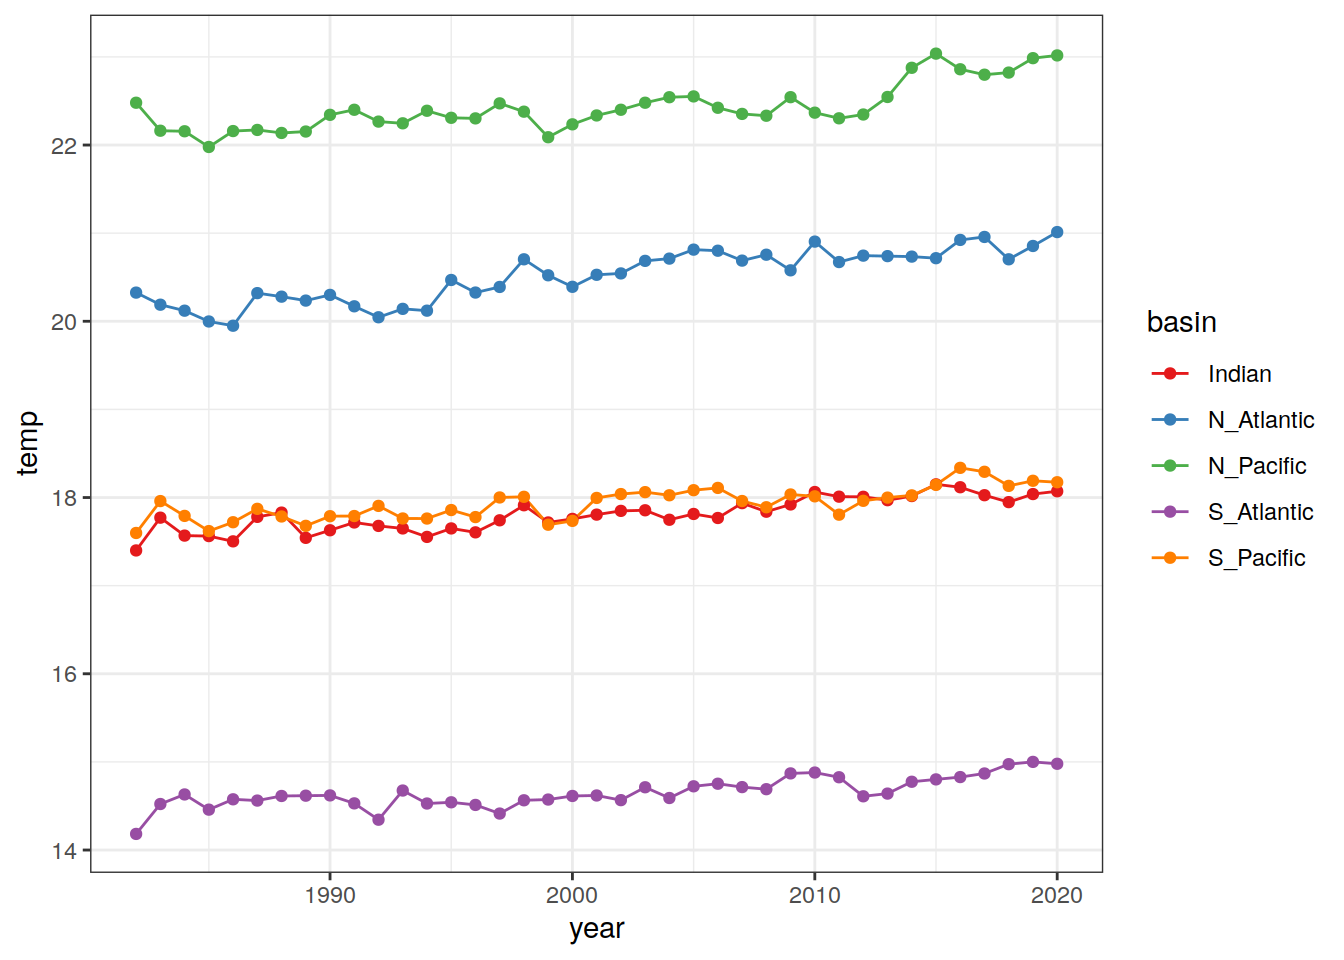 22
20
18
16
14
temp
1990
2000
2010
2020
year
basin
Indian
N_Atlantic
N_Pacific
S_Atlantic
S_Pacific